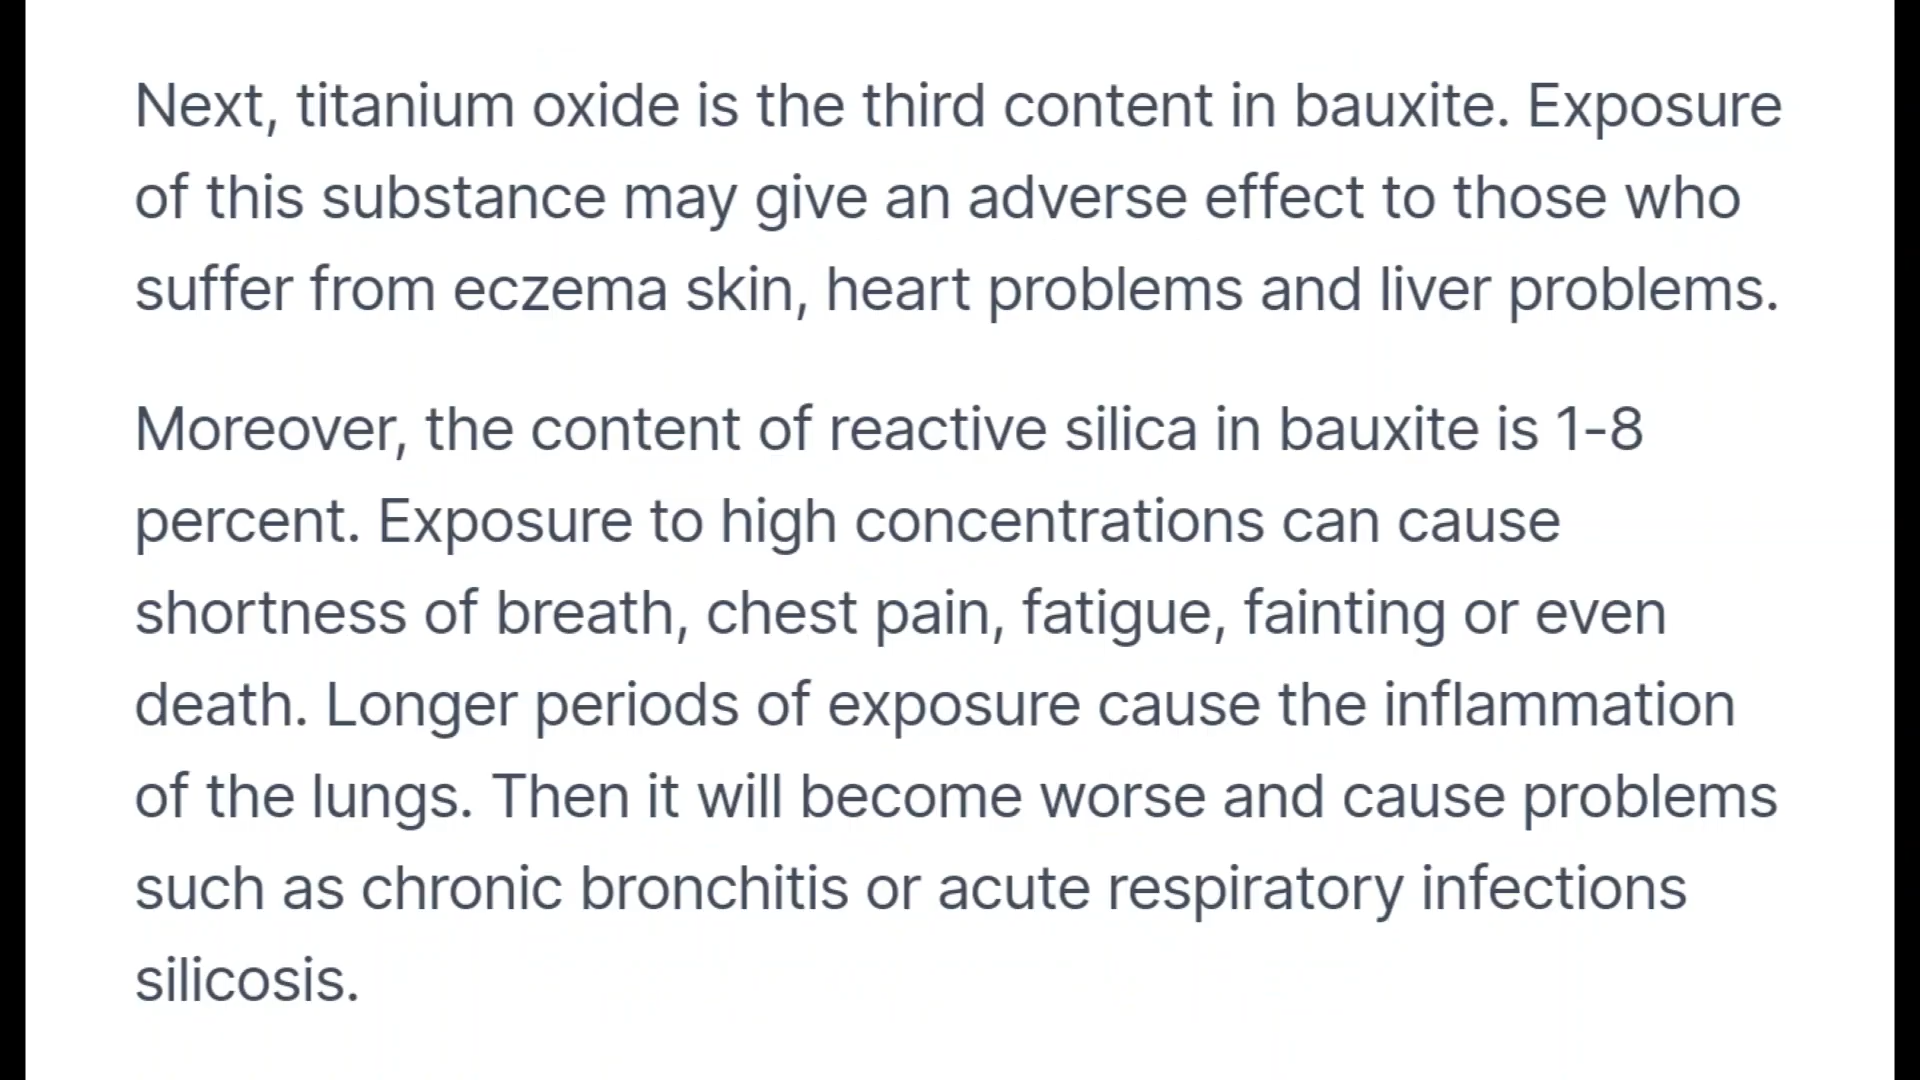 Next, titanium oxide is the third content in bauxite. Exposure
of this substance may give an adverse effect to those who
suffer from eczema skin, heart problems and liver problems.
Moreover, the content of reactive silica in bauxite is 1-8
percent. Exposure to high concentrations can cause
shortness of breath, chest pain, fatigue, fainting or even
death. Longer periods of exposure cause the inflammation
of the lungs. Then it will become worse and cause problems
such as chronic bronchitis or acute respiratory infections
silicosis.